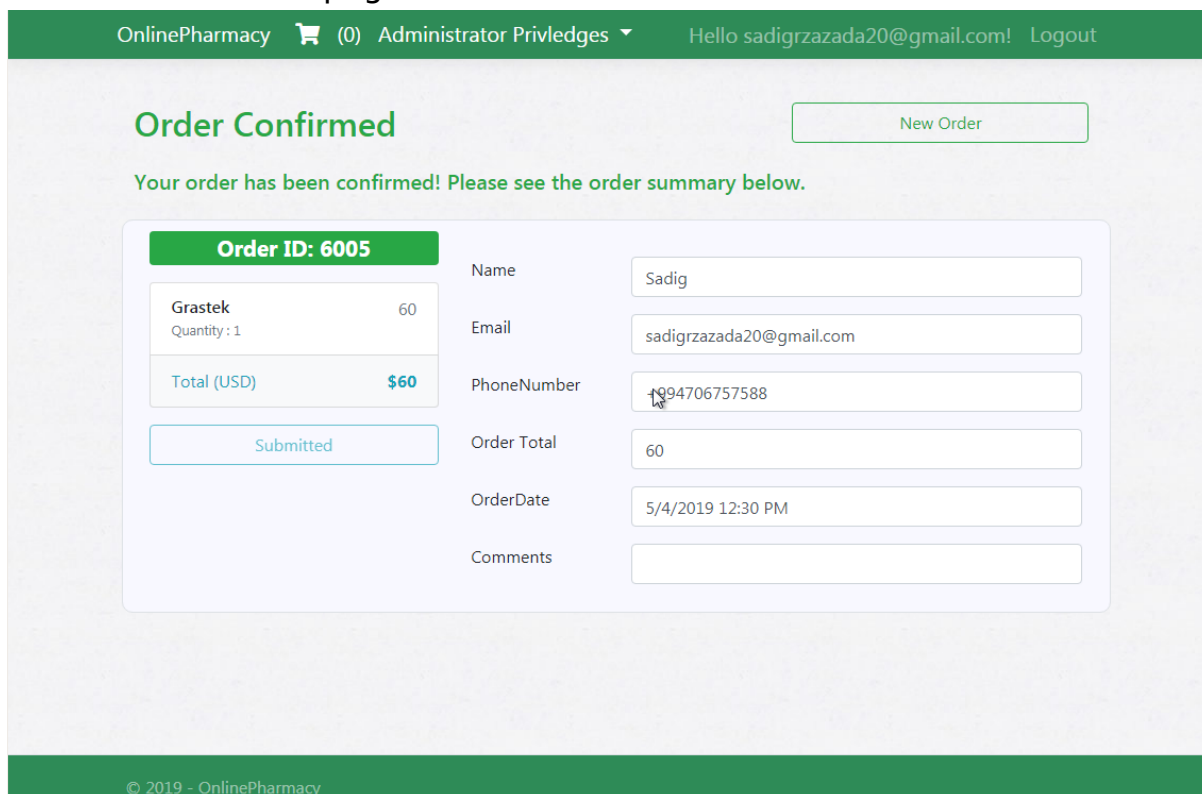 OnlinePharmacy (0) Administrator Privledges Hello sadigrzazada20@gmail.com! Logout
Order Confirmed
New Order
Your order has been confirmed! Please see the order summary below.
Order ID: 6005
Grastek 60
Quantity : 1
Total (USD) $60
Submitted
Name Sadig
Email sadigrzazada20@gmail.com
PhoneNumber +994706757588
Order Total 60
OrderDate 5/4/2019 12:30 PM
Comments
© 2019 - OnlinePharmacy